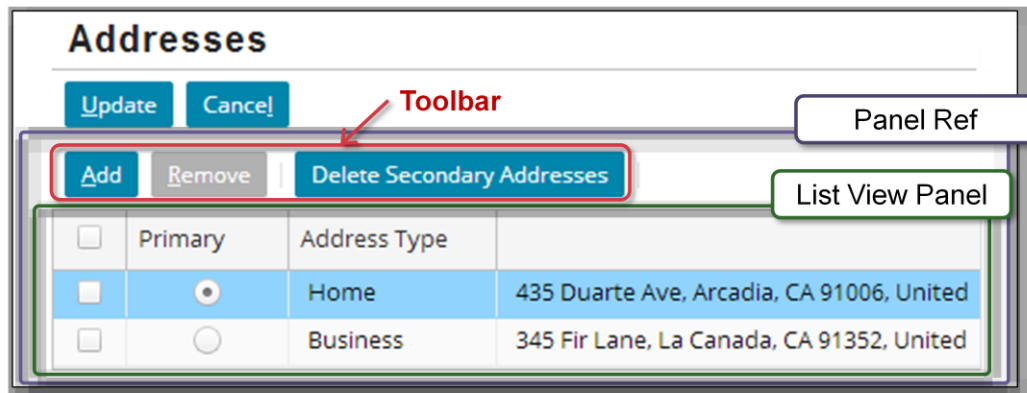 Addresses
Update Cancel Toolbar
Panel Ref
Add Remove Delete Secondary Addresses
List View Panel
Primary Address Type
Home 435 Duarte Ave, Arcadia, CA 91006, United
Business 345 Fir Lane, La Canada, CA 91352, United